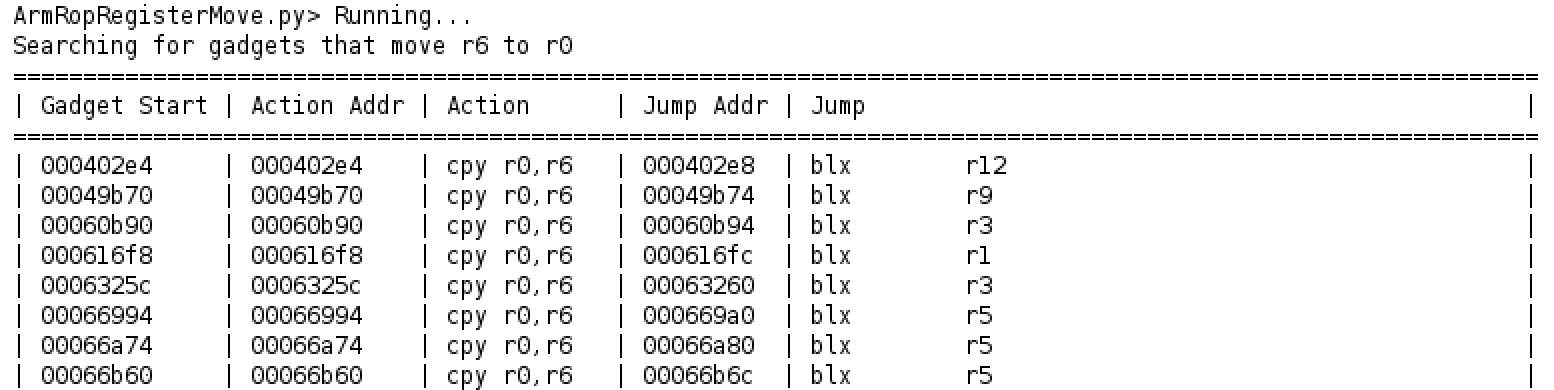 ArmRopRegisterMove.py> Running...
Searching for gadgets that move r6 to r0
=============================================================================================================
| Gadget Start | Action Addr | Action      | Jump Addr | Jump                                                |
=============================================================================================================
| 000402e4     | 000402e4    | cpy r0,r6   | 000402e8  | blx        r12                                      |
| 00049b70     | 00049b70    | cpy r0,r6   | 00049b74  | blx        r9                                       |
| 00060b90     | 00060b90    | cpy r0,r6   | 00060b94  | blx        r3                                       |
| 000616f8     | 000616f8    | cpy r0,r6   | 000616fc  | blx        r1                                       |
| 0006325c     | 0006325c    | cpy r0,r6   | 00063260  | blx        r3                                       |
| 00066994     | 00066994    | cpy r0,r6   | 000669a0  | blx        r5                                       |
| 00066a74     | 00066a74    | cpy r0,r6   | 00066a80  | blx        r5                                       |
| 00066b60     | 00066b60    | cpy r0,r6   | 00066b6c  | blx        r5                                       |